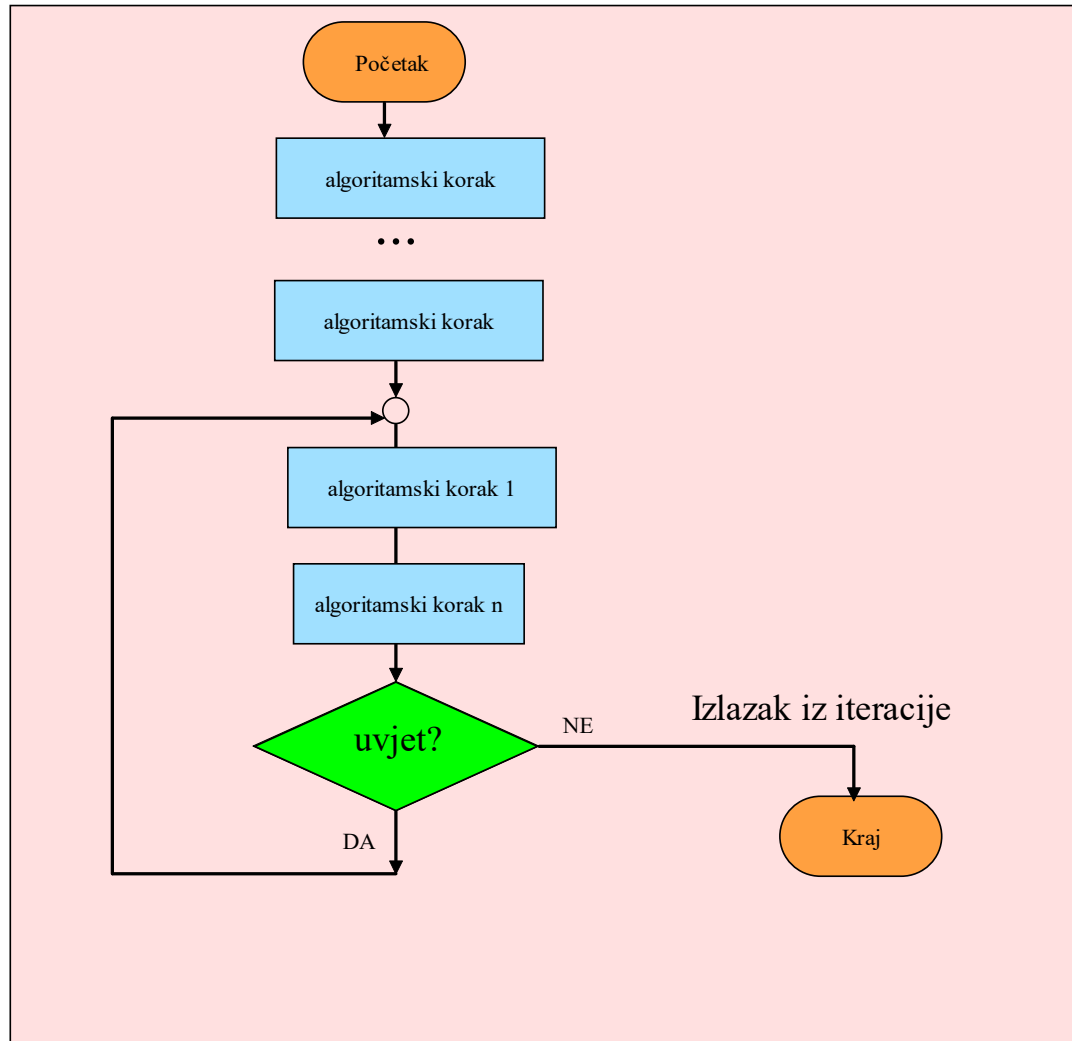 Početak
algoritamski korak
...
algoritamski korak
algoritamski korak 1
algoritamski korak n
uvjet?
NE
Izlazak iz iteracije
DA
Kraj